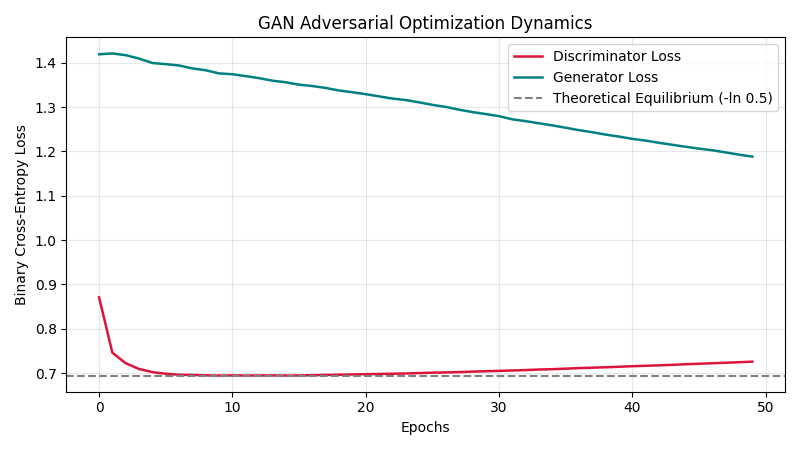 GAN Adversarial Optimization Dynamics
Binary Cross-Entropy Loss
1.4
1.3
1.2
1.1
1.0
0.9
0.8
0.7
Discriminator Loss
Generator Loss
Theoretical Equilibrium (-ln 0.5)
0 10 20 30 40 50
Epochs